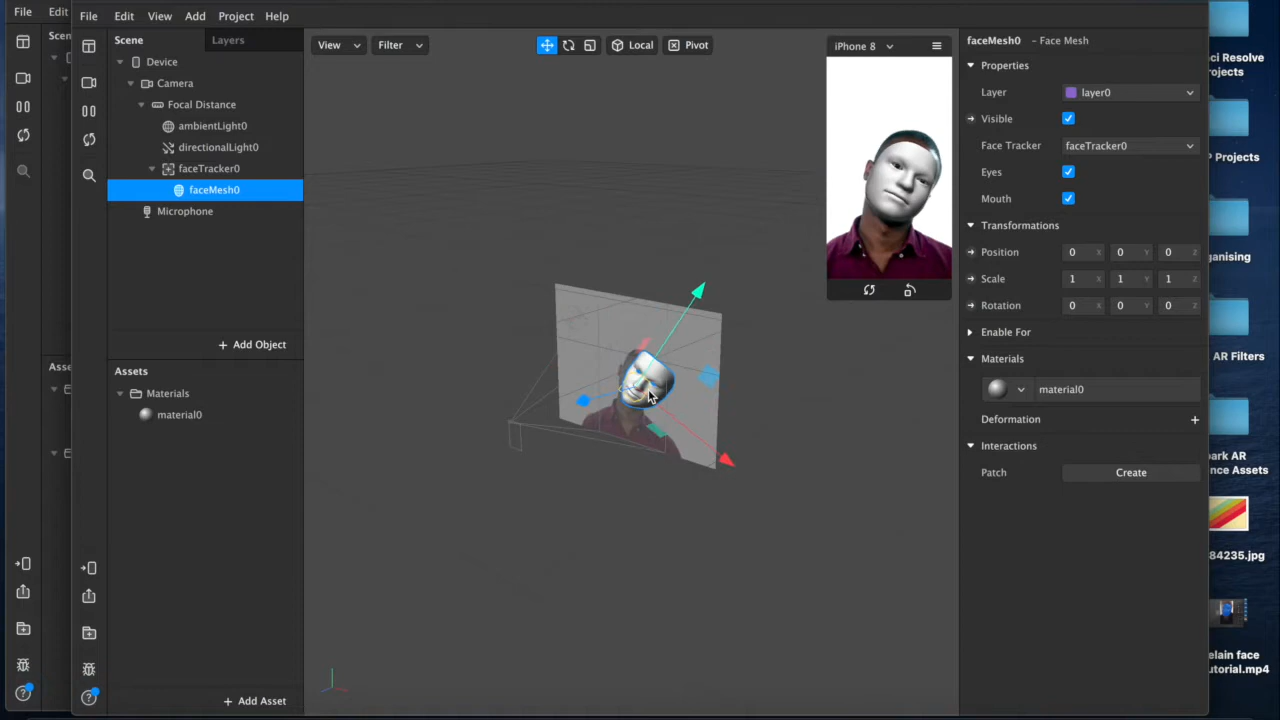 File Edit
File Edit View Add Project Help
Scen
Scene Layers
Device
Camera
Focal Distance
ambientLight0
directionalLight0
faceTracker0
faceMesh0
Microphone
+ Add Object
Asse
Assets
Materials
material0
+ Add Asset
View Filter Local Pivot
iPhone 8
faceMesh0 - Face Mesh
Properties
Layer layer0
Visible
Face Tracker faceTracker0
Eyes
Mouth
Transformations
Position 0 X 0 Y 0 Z
Scale 1 X 1 Y 1 Z
Rotation 0 X 0 Y 0 Z
Enable For
Materials
material0
Deformation +
Interactions
Patch Create
ci Resolve
rojects
P Projects
ganising
AR Filters
ark AR
nce Assets
84235.jpg
elain face
utorial.mp4